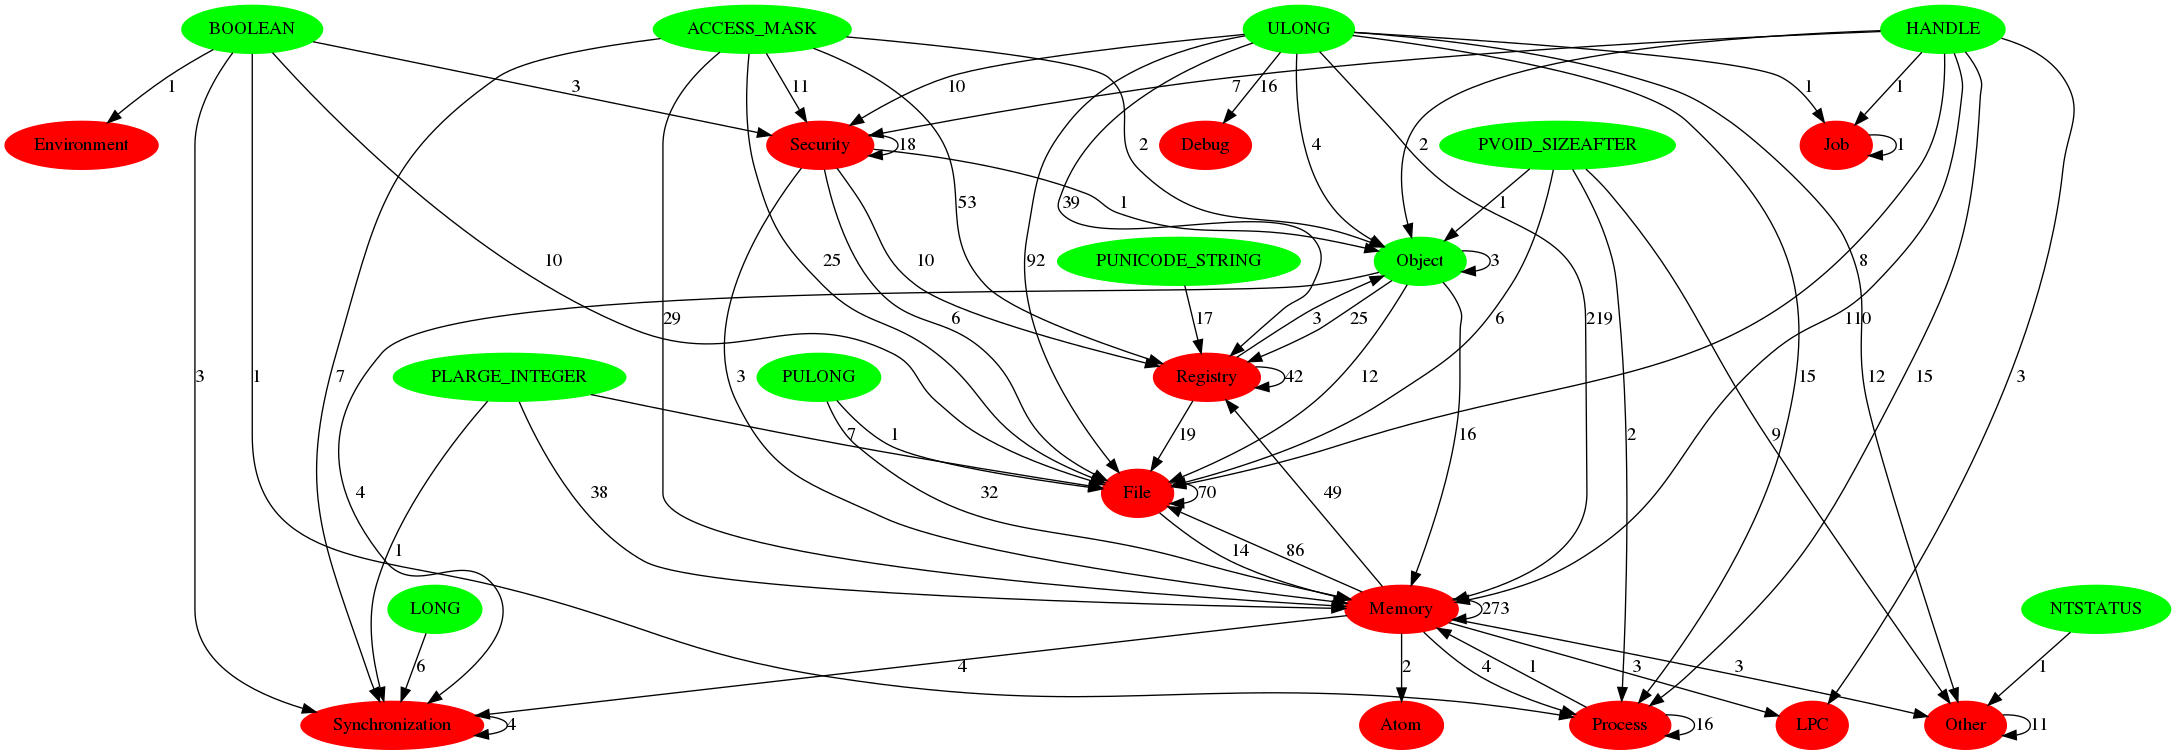 BOOLEAN ACCESS_MASK ULONG HANDLE
1 3 11 10 7 16 1 1
Environment Security 18 Debug PVOID_SIZEAFTER Job 1
2 4 2
53 1 39 1
10 25 10 92 PUNICODE_STRING Object 3 8
7 29 6 17 3 25 6 219 110
3 1 PLARGE_INTEGER 3 PULONG Registry 42 12 15 12 15 3
7 1 19 16 2 9
4 38 32 File 70 49
1 14 86
LONG Memory 273 NTSTATUS
6 4 2 4 1 3 3 1
Synchronization 4 Atom Process 16 LPC Other 11